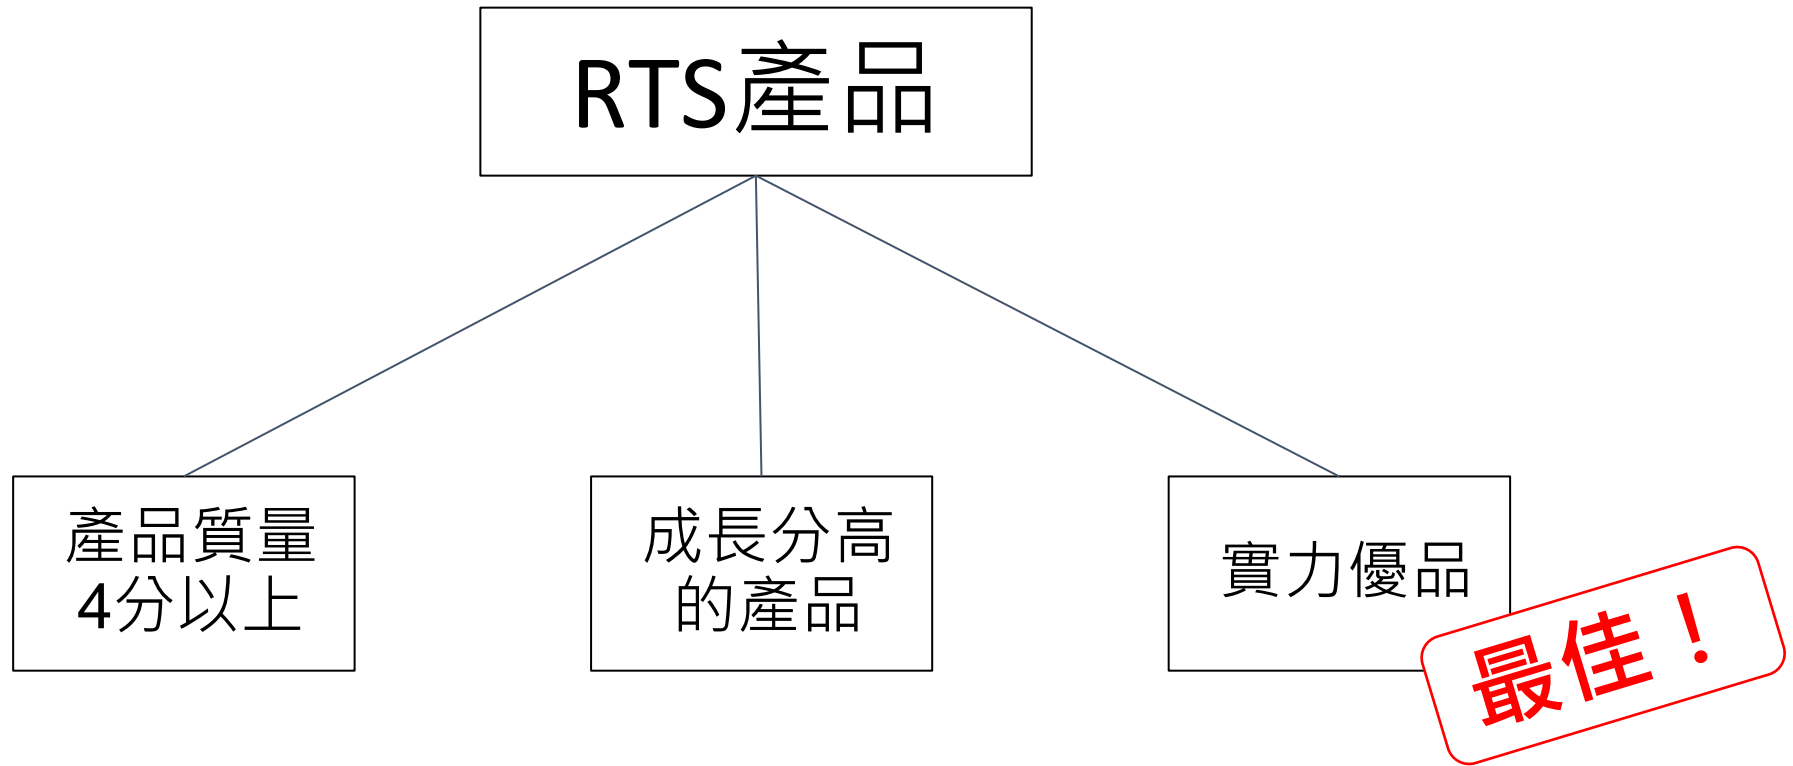 RTS產品
產品質量
4分以上
成長分高
的產品
實力優品
最佳！